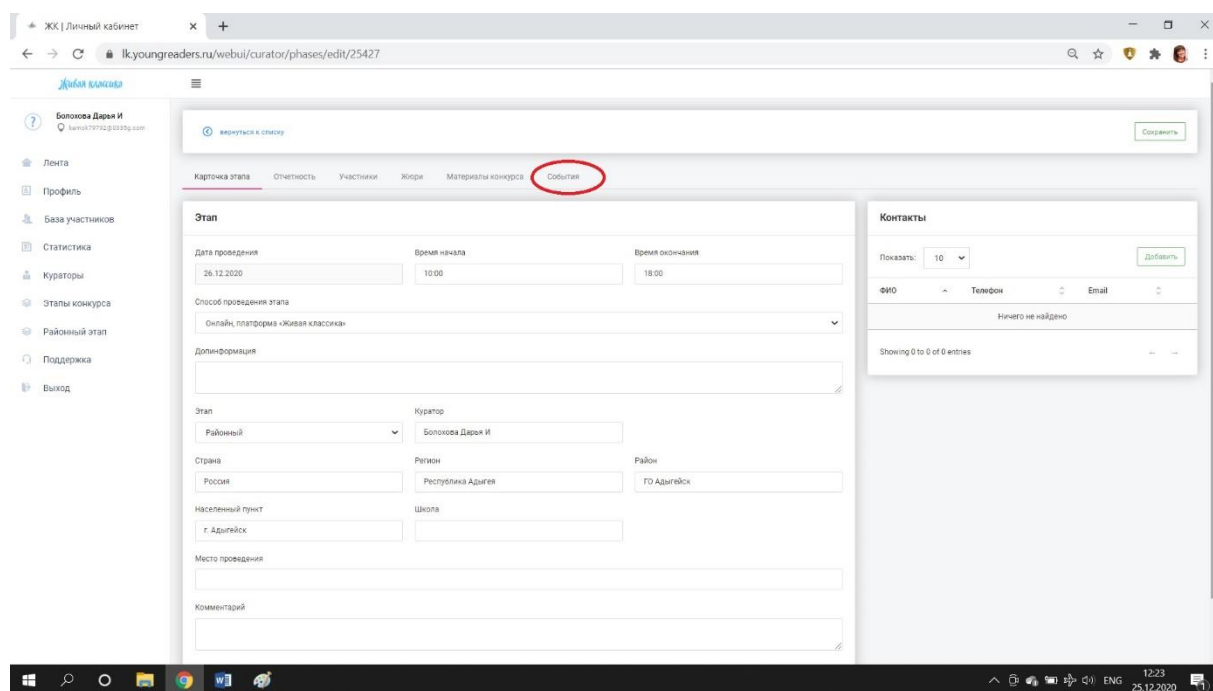 ЖК | Личный кабинет
lk.youngreaders.ru/webui/curator/phases/edit/25427
Живая классика
Болохова Дарья И
вернуться к списку
Сохранить
Лента
Профиль
База участников
Статистика
Кураторы
Этапы конкурса
Районный этап
Поддержка
Выход
Карточка этапа Отчетность Участники Жюри Материалы конкурса События
Этап
Дата проведения Время начала Время окончания
26.12.2020 10:00 18:00
Способ проведения этапа
Онлайн, платформа «Живая классика»
Допинформация
Этап Куратор
Районный Болохова Дарья И
Страна Регион Район
Россия Республика Адыгея ГО Адыгейск
Населенный пункт Школа
г. Адыгейск
Место проведения
Комментарий
Контакты
Показать: 10 Добавить
ФИО Телефон Email
Ничего не найдено
Showing 0 to 0 of 0 entries
ENG 12:23
25.12.2020